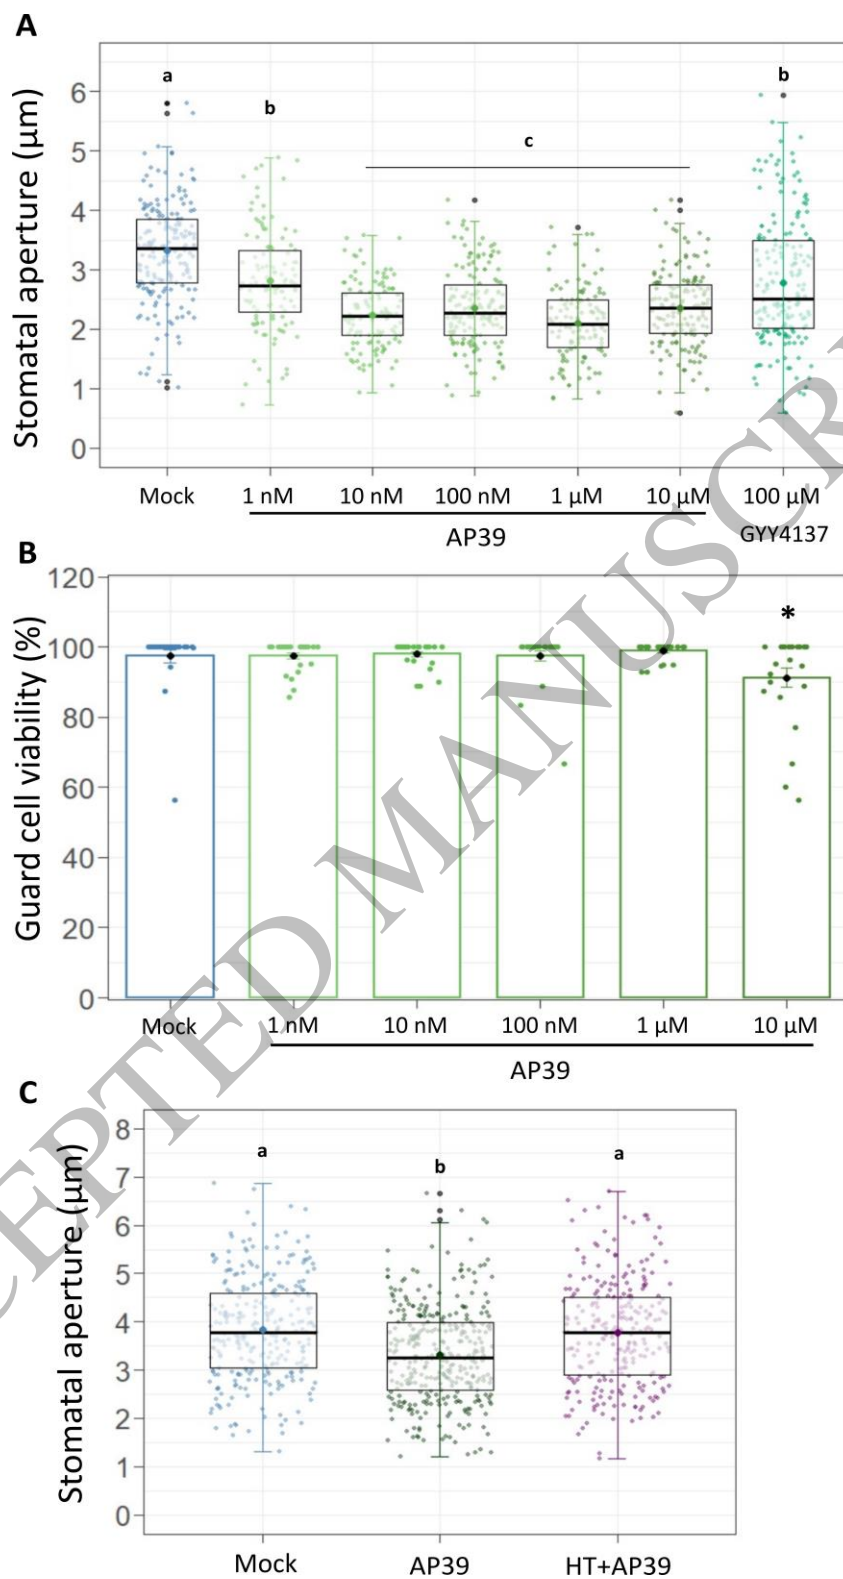 A
Stomatal aperture (µm)
6
5
4
3
2
1
0
a
b
c
b
Mock
1 nM
10 nM
100 nM
1 µM
10 µM
100 µM
AP39
GYY4137
B
Guard cell viability (%)
120
100
80
60
40
20
0
*
Mock
1 nM
10 nM
100 nM
1 µM
10 µM
AP39
C
Stomatal aperture (µm)
8
7
6
5
4
3
2
1
0
a
b
a
Mock
AP39
HT+AP39
CEPTED MANUSCR